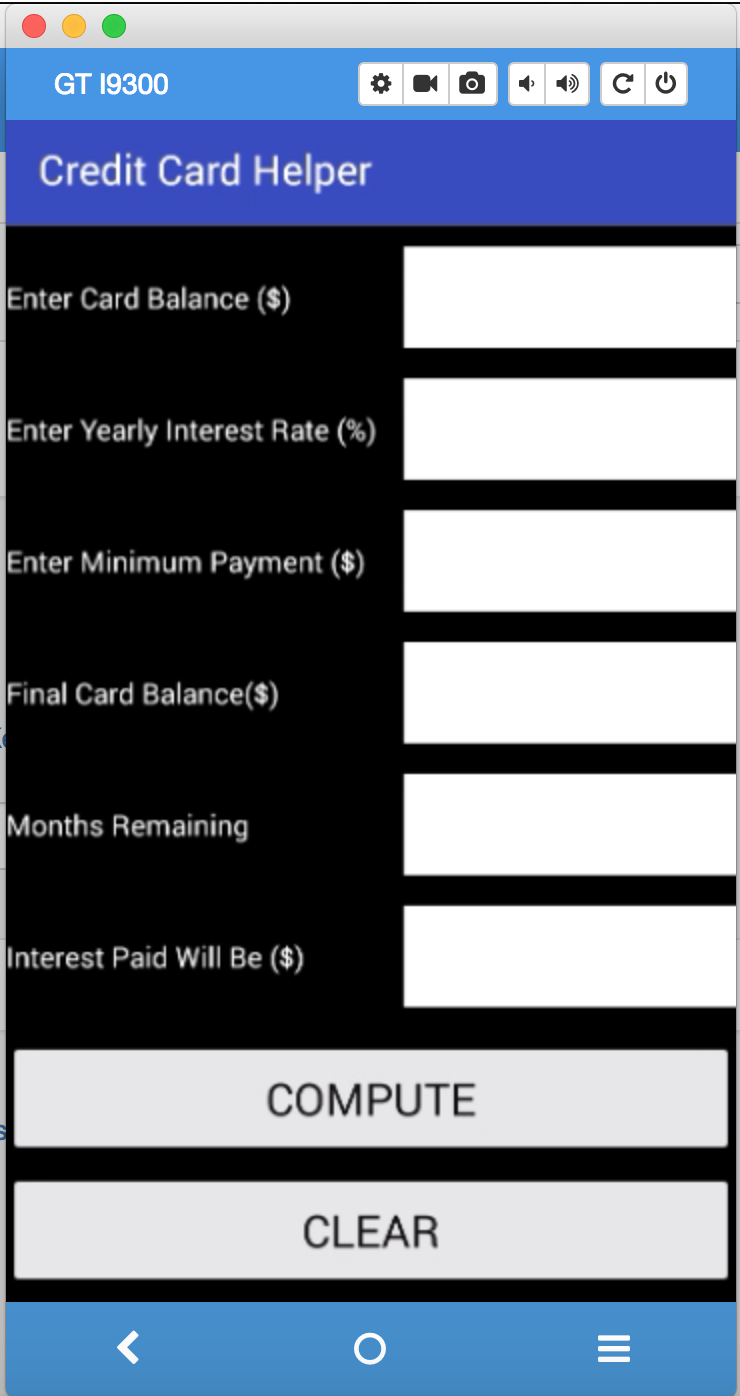 GT I9300
Credit Card Helper
Enter Card Balance ($)
Enter Yearly Interest Rate (%)
Enter Minimum Payment ($)
Final Card Balance($)
Months Remaining
Interest Paid Will Be ($)
COMPUTE
CLEAR